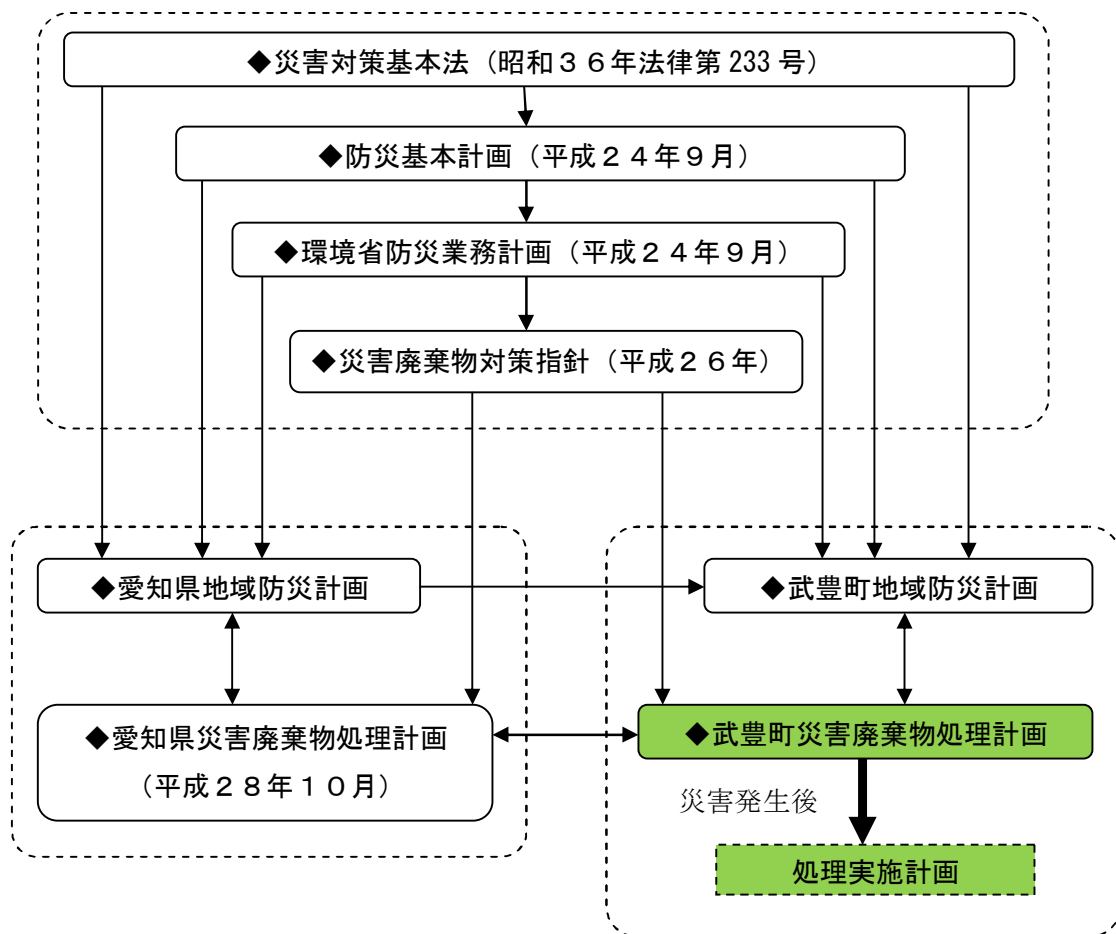 ◆災害対策基本法（昭和３６年法律第 233 号）
◆防災基本計画（平成２４年９月）
◆環境省防災業務計画（平成２４年９月）
◆災害廃棄物対策指針（平成２６年）
◆愛知県地域防災計画
◆武豊町地域防災計画
◆愛知県災害廃棄物処理計画
（平成２８年１０月）
◆武豊町災害廃棄物処理計画
災害発生後
処理実施計画